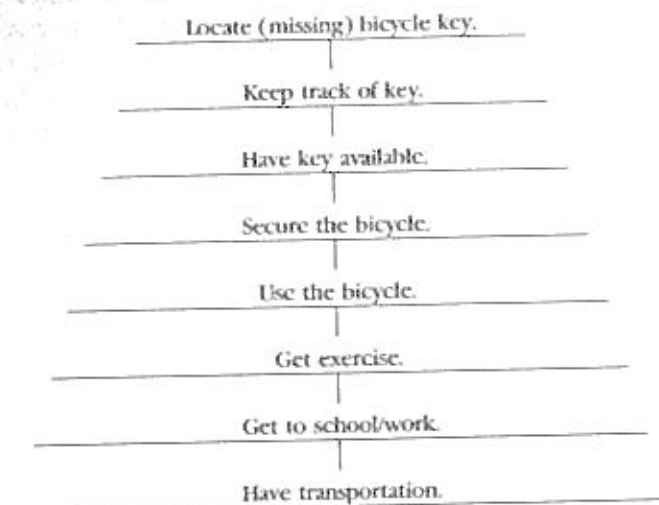 Locate (missing) bicycle key.
Keep track of key.
Have key available.
Secure the bicycle.
Use the bicycle.
Get exercise.
Get to school/work.
Have transportation.